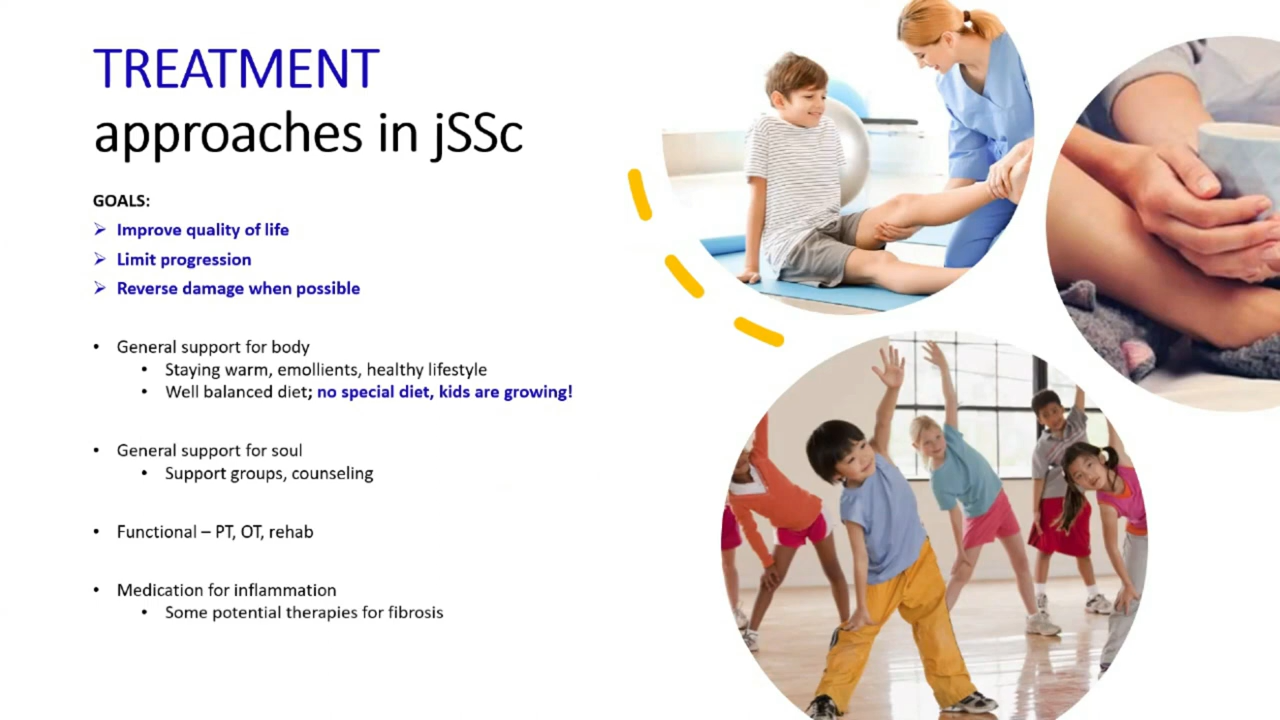 TREATMENT
approaches in jSSc
GOALS:
➢ Improve quality of life
➢ Limit progression
➢ Reverse damage when possible
• General support for body
• Staying warm, emollients, healthy lifestyle
• Well balanced diet; no special diet, kids are growing!
• General support for soul
• Support groups, counseling
• Functional – PT, OT, rehab
• Medication for inflammation
• Some potential therapies for fibrosis